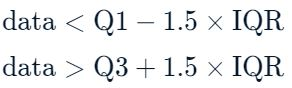 data < Q1 − 1.5 × IQR
data > Q3 + 1.5 × IQR